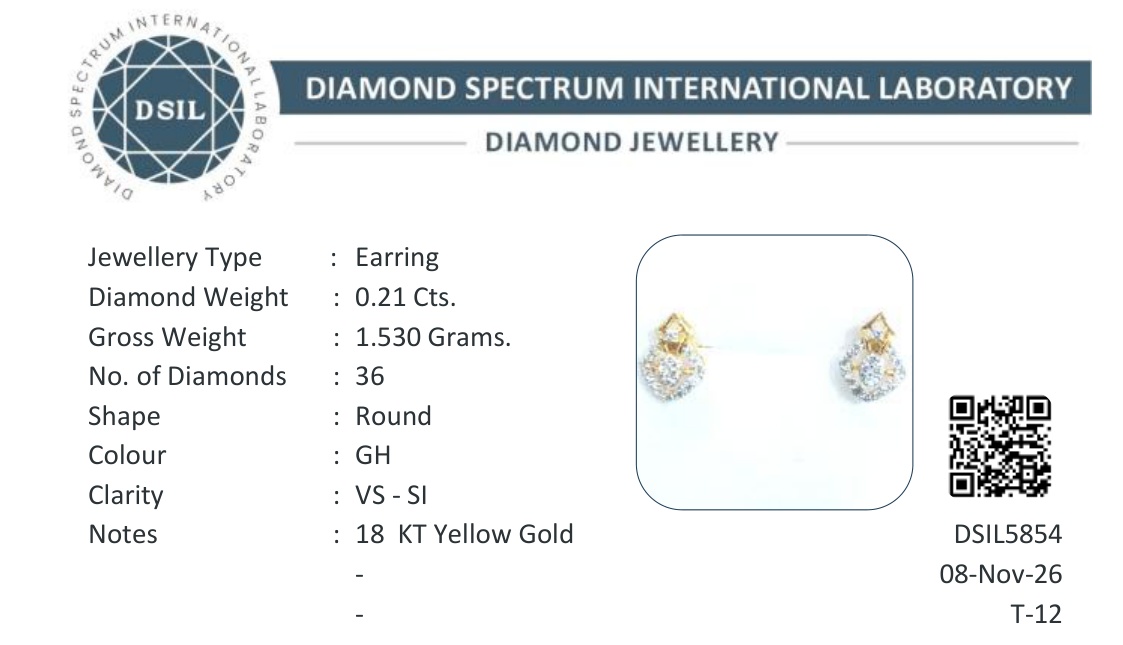 DIAMOND SPECTRUM INTERNATIONAL LABORATORY
DSIL
DIAMOND SPECTRUM INTERNATIONAL LABORATORY
DIAMOND JEWELLERY
Jewellery Type : Earring
Diamond Weight : 0.21 Cts.
Gross Weight : 1.530 Grams.
No. of Diamonds : 36
Shape : Round
Colour : GH
Clarity : VS - SI
Notes : 18 KT Yellow Gold
-
-
DSIL5854
08-Nov-26
T-12